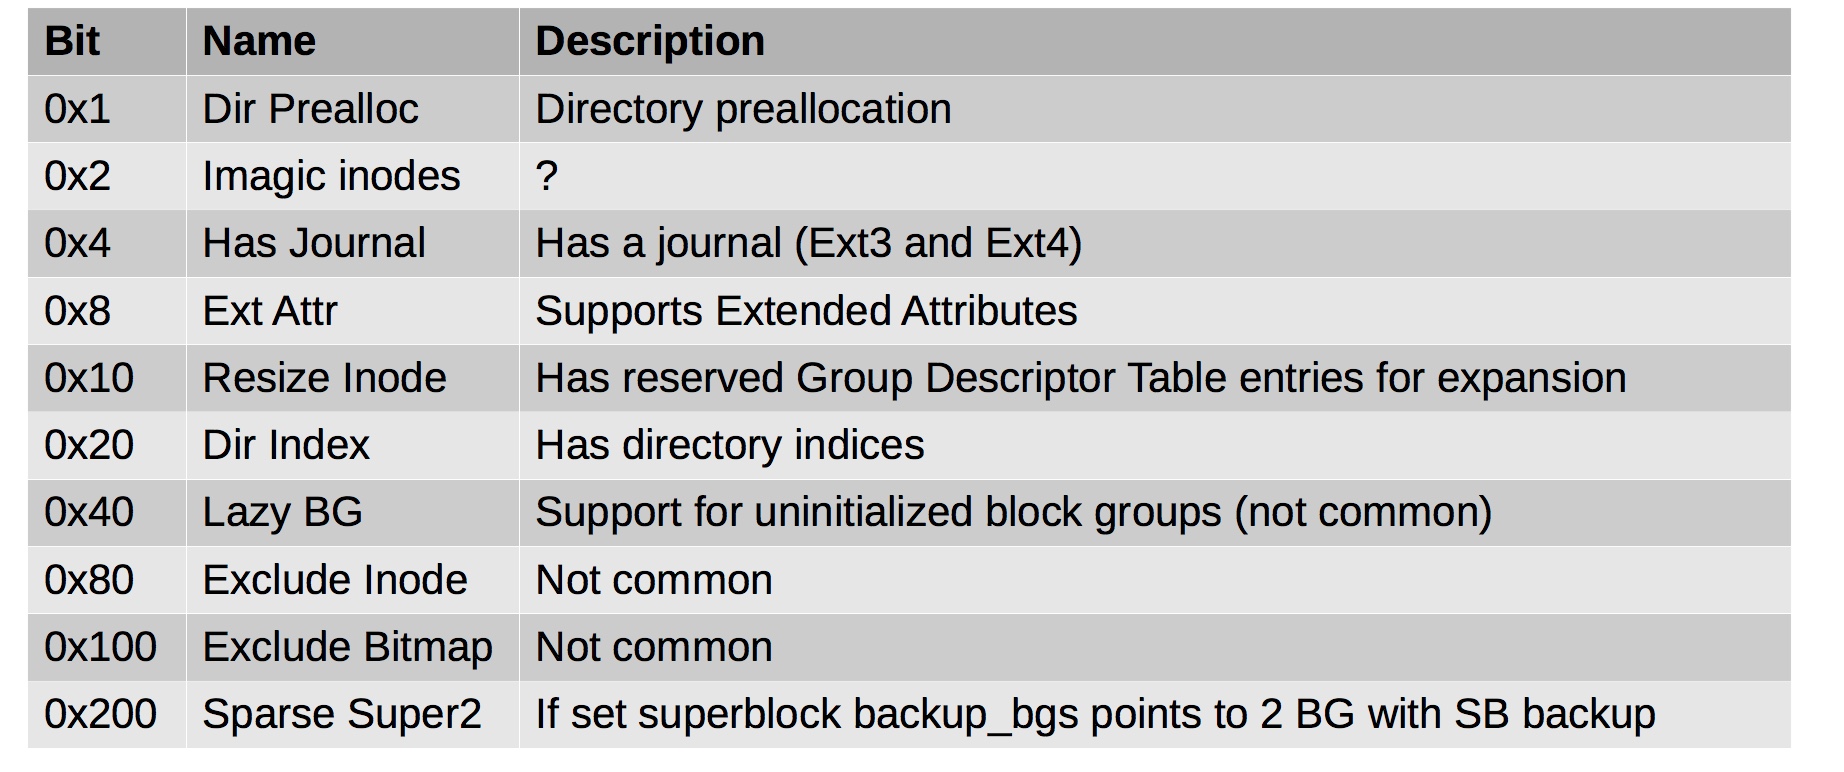 Bit Name Description
0x1 Dir Prealloc Directory preallocation
0x2 Imagic inodes ?
0x4 Has Journal Has a journal (Ext3 and Ext4)
0x8 Ext Attr Supports Extended Attributes
0x10 Resize Inode Has reserved Group Descriptor Table entries for expansion
0x20 Dir Index Has directory indices
0x40 Lazy BG Support for uninitialized block groups (not common)
0x80 Exclude Inode Not common
0x100 Exclude Bitmap Not common
0x200 Sparse Super2 If set superblock backup_bgs points to 2 BG with SB backup